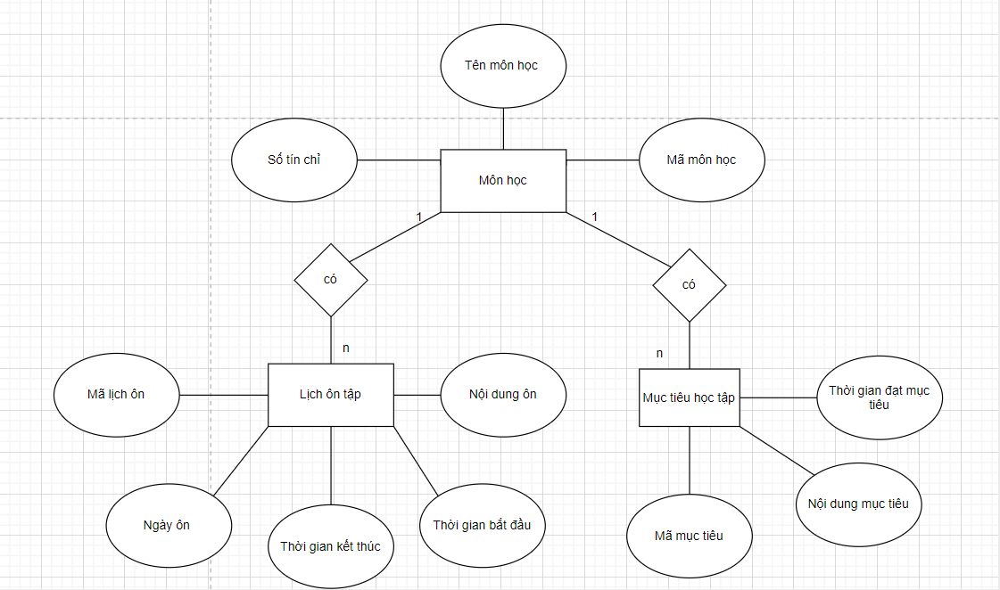 Tên môn học
Số tín chỉ
Mã môn học
Môn học
1
1
có
có
n
n
Mã lịch ôn
Lịch ôn tập
Nội dung ôn
Mục tiêu học tập
Thời gian đạt mục
tiêu
Ngày ôn
Thời gian kết thúc
Thời gian bắt đầu
Mã mục tiêu
Nội dung mục tiêu